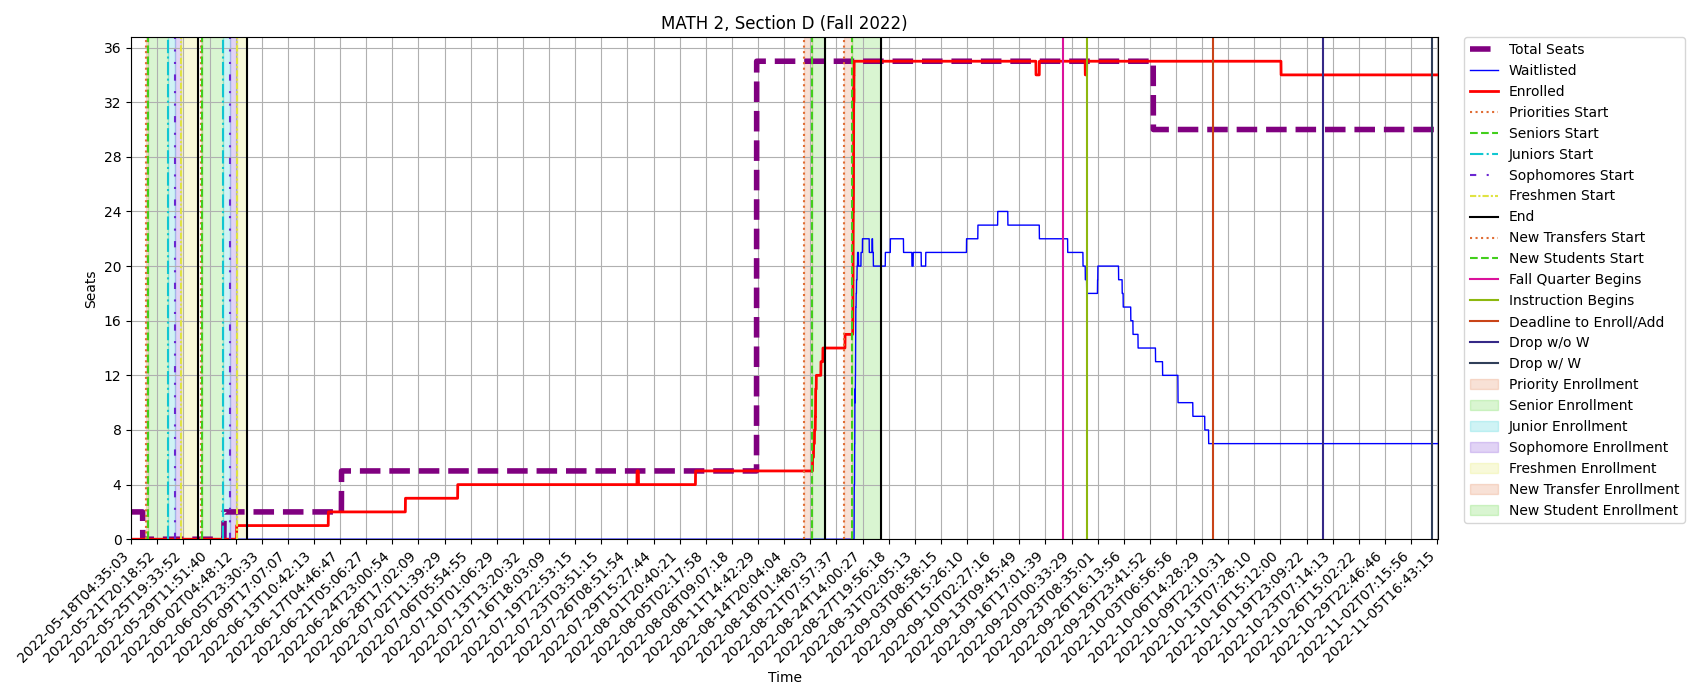 MATH 2, Section D (Fall 2022)
Seats
36
32
28
24
20
16
12
8
4
0
2022-05-18T04:35:03
2022-05-21T20:18:52
2022-05-25T19:33:52
2022-05-29T11:51:40
2022-06-02T04:48:12
2022-06-05T23:30:33
2022-06-09T17:07:07
2022-06-13T10:42:13
2022-06-17T04:46:47
2022-06-21T05:06:27
2022-06-24T23:00:54
2022-06-28T17:02:09
2022-07-02T11:39:29
2022-07-06T05:54:55
2022-07-10T01:06:29
2022-07-13T13:20:32
2022-07-16T18:03:09
2022-07-19T22:53:15
2022-07-23T03:51:15
2022-07-26T08:51:54
2022-07-29T15:27:44
2022-08-01T20:40:21
2022-08-05T02:17:58
2022-08-08T09:07:18
2022-08-11T14:42:29
2022-08-14T20:04:04
2022-08-18T01:48:03
2022-08-21T07:57:37
2022-08-24T14:00:27
2022-08-27T19:56:18
2022-08-31T02:05:13
2022-09-03T08:58:15
2022-09-06T15:26:10
2022-09-10T02:27:16
2022-09-13T09:45:49
2022-09-16T17:01:39
2022-09-20T00:33:29
2022-09-23T08:35:01
2022-09-26T16:13:56
2022-09-29T23:41:52
2022-10-03T06:56:56
2022-10-06T14:28:29
2022-10-09T22:10:31
2022-10-13T07:28:10
2022-10-16T15:12:00
2022-10-19T23:09:22
2022-10-23T07:14:13
2022-10-26T15:02:22
2022-10-29T22:46:46
2022-11-02T07:15:56
2022-11-05T16:43:15
Time
Total Seats
Waitlisted
Enrolled
Priorities Start
Seniors Start
Juniors Start
Sophomores Start
Freshmen Start
End
New Transfers Start
New Students Start
Fall Quarter Begins
Instruction Begins
Deadline to Enroll/Add
Drop w/o W
Drop w/ W
Priority Enrollment
Senior Enrollment
Junior Enrollment
Sophomore Enrollment
Freshmen Enrollment
New Transfer Enrollment
New Student Enrollment